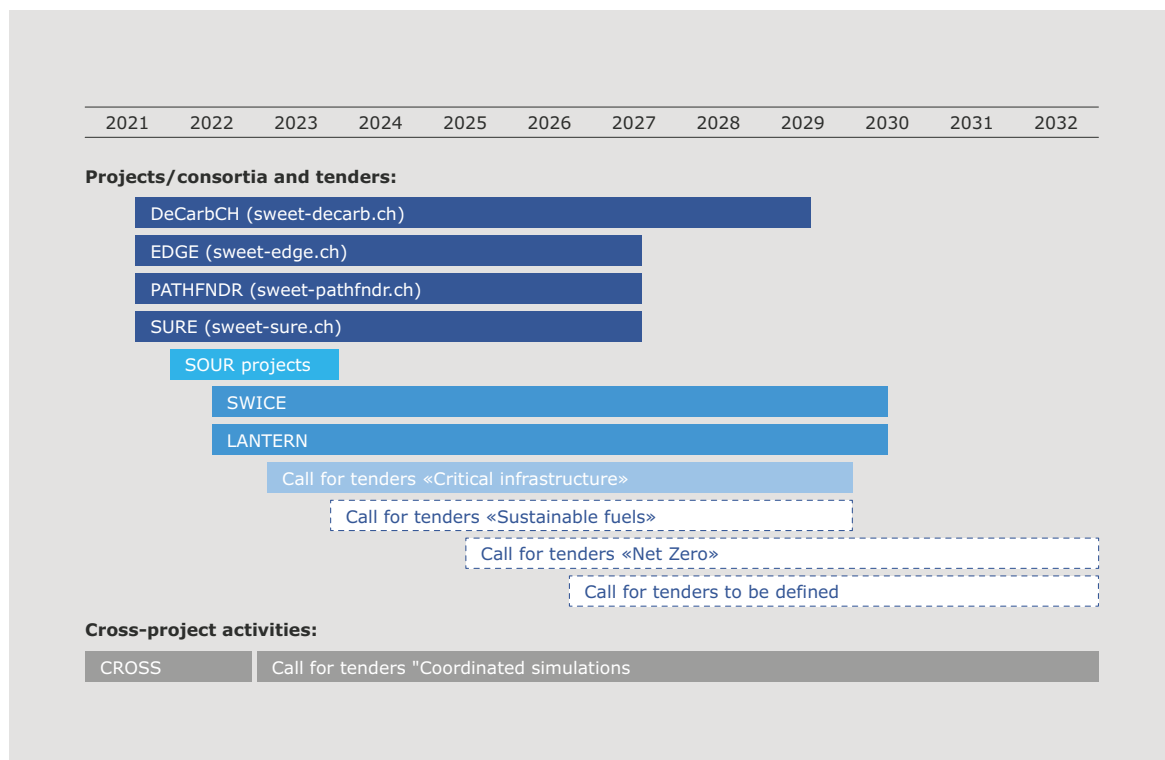 2021 2022 2023 2024 2025 2026 2027 2028 2029 2030 2031 2032
Projects/consortia and tenders:
DeCarbCH (sweet-decarb.ch)
EDGE (sweet-edge.ch)
PATHFNDR (sweet-pathfndr.ch)
SURE (sweet-sure.ch)
SOUR projects
SWICE
LANTERN
Call for tenders «Critical infrastructure»
Call for tenders «Sustainable fuels»
Call for tenders «Net Zero»
Call for tenders to be defined
Cross-project activities:
CROSS Call for tenders "Coordinated simulations